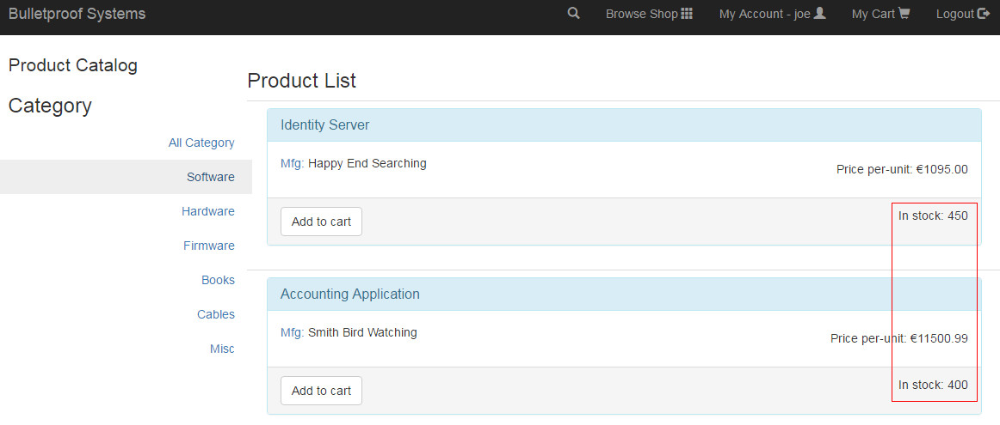 Bulletproof Systems Browse Shop My Account - joe My Cart Logout
Product Catalog
Category
All Category
Software
Hardware
Firmware
Books
Cables
Misc
Product List
Identity Server
Mfg: Happy End Searching
Price per-unit: €1095.00
Add to cart
In stock: 450
Accounting Application
Mfg: Smith Bird Watching
Price per-unit: €11500.99
Add to cart
In stock: 400